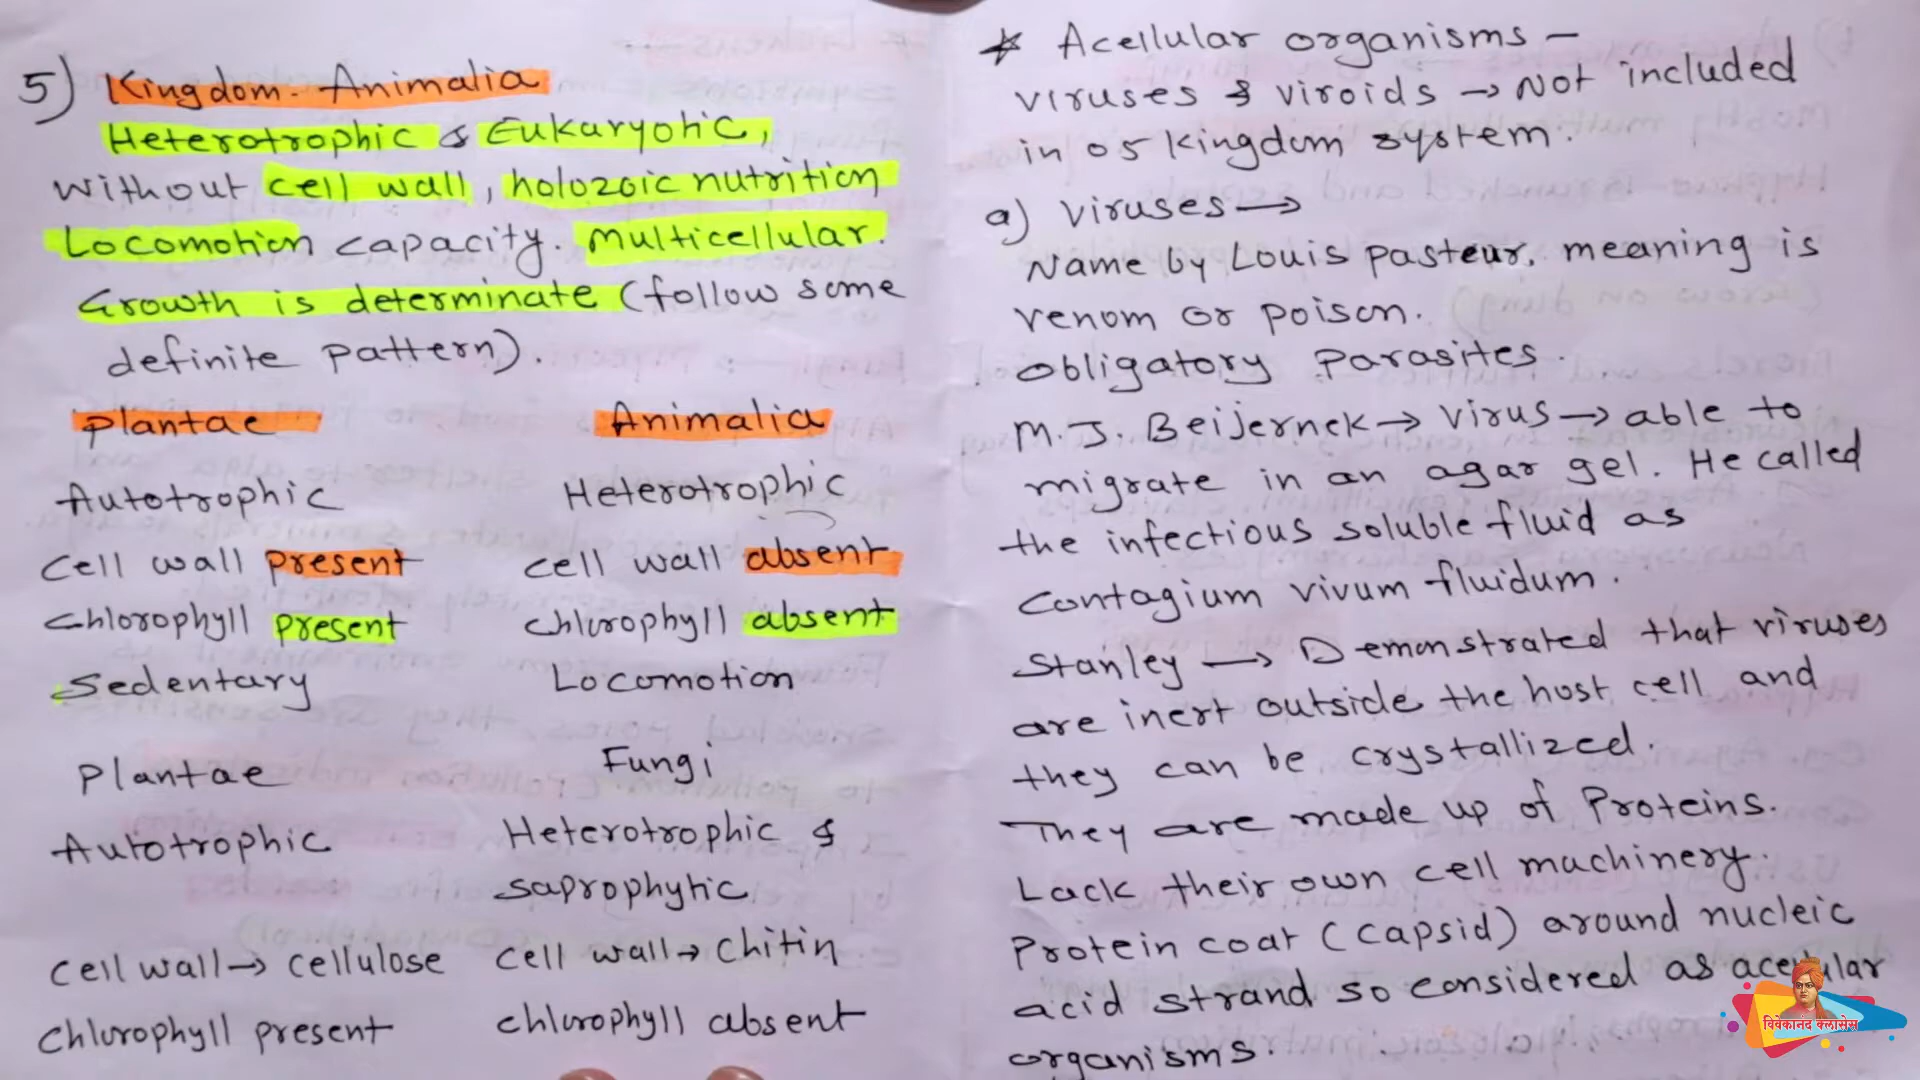 5) Kingdom - Animalia
Heterotrophic & Eukaryotic,
without cell wall, holozoic nutrition
Locomotion capacity. Multicellular.
Growth is determinate (follow some
definite pattern).
Plantae Animalia
Autotrophic Heterotrophic
Cell wall present Cell wall absent
Chlorophyll present Chlorophyll absent
Sedentary Locomotion
Plantae Fungi
Autotrophic Heterotrophic &
saprophytic
Cell wall → cellulose Cell wall → chitin
Chlorophyll present Chlorophyll absent
* Acellular organisms -
viruses & viroids → Not included
in 05 kingdom system.
a) Viruses →
Name by Louis Pasteur. meaning is
venom or poison.
Obligatory Parasites.
M.J. Beijernek → Virus → able to
migrate in an agar gel. He called
the infectious soluble fluid as
Contagium vivum fluidum.
Stanley → Demonstrated that viruses
are inert outside the host cell and
they can be crystallized.
They are made up of Proteins.
Lack their own cell machinery.
Protein coat (capsid) around nucleic
acid strand so considered as acellular
organisms.
विवेकानंद क्लासेस